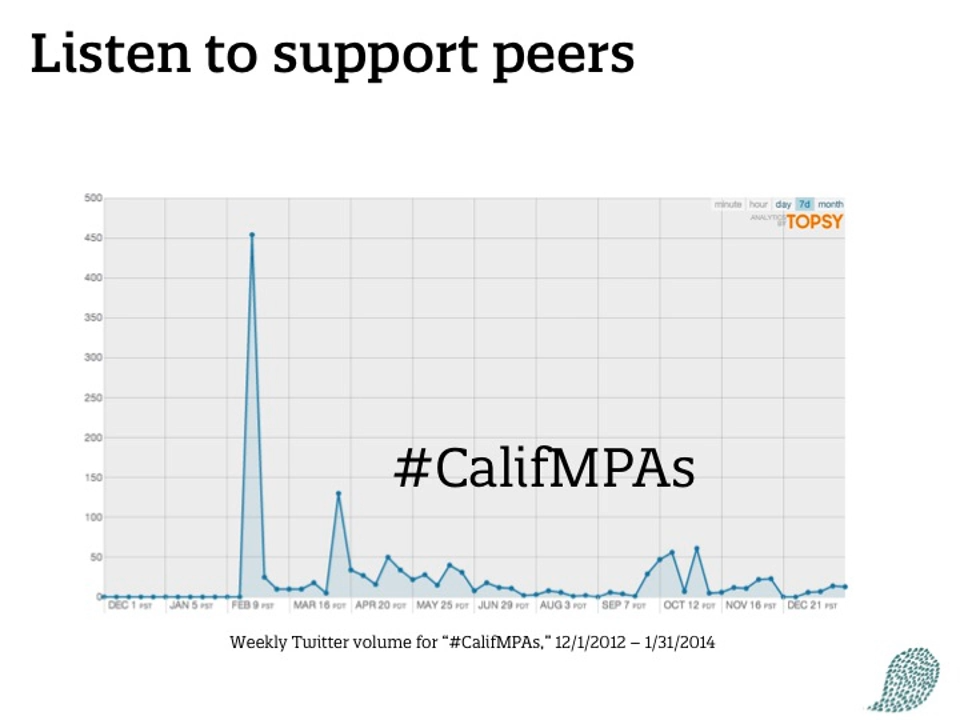 Listen to support peers
500
minute hour day 7d month
ANALYTICS BY TOPSY
450
400
350
300
250
200
#CalifMPAs
150
100
50
0
DEC 1 PST JAN 5 PST FEB 9 PST MAR 16 PDT APR 20 PDT MAY 25 PDT JUN 29 PDT AUG 3 PDT SEP 7 PDT OCT 12 PDT NOV 16 PST DEC 21 PST
Weekly Twitter volume for “#CalifMPAs,” 12/1/2012 – 1/31/2014